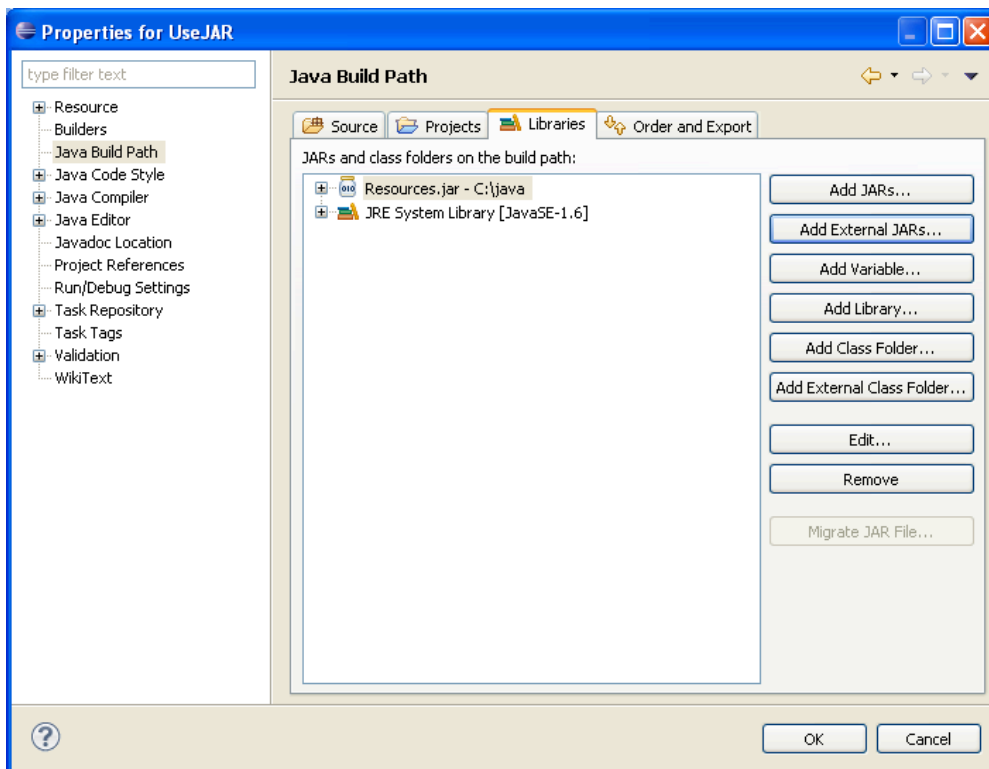 Properties for UseJAR
type filter text
Resource
Builders
Java Build Path
Java Code Style
Java Compiler
Java Editor
Javadoc Location
Project References
Run/Debug Settings
Task Repository
Task Tags
Validation
WikiText
Java Build Path
Source Projects Libraries Order and Export
JARs and class folders on the build path:
Resources.jar - C:\java
JRE System Library [JavaSE-1.6]
Add JARs...
Add External JARs...
Add Variable...
Add Library...
Add Class Folder...
Add External Class Folder...
Edit...
Remove
Migrate JAR File...
OK Cancel